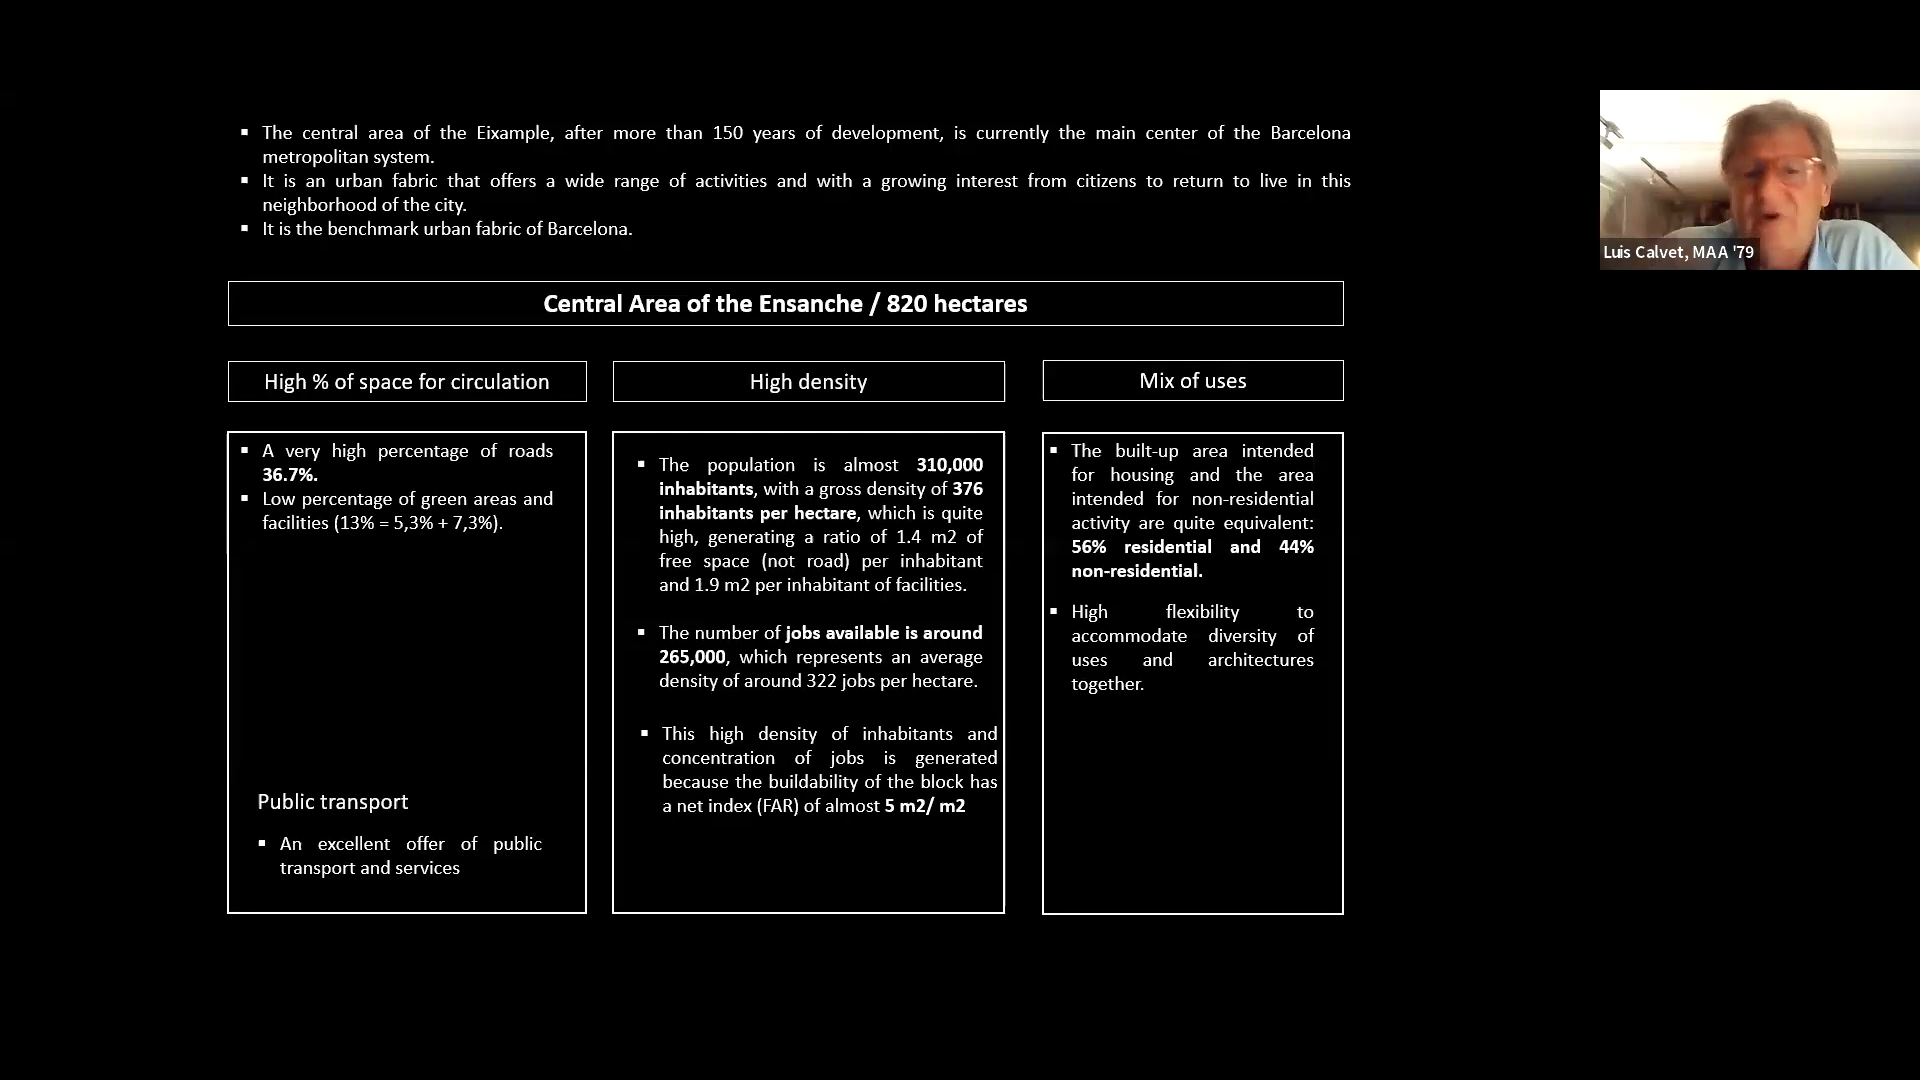 ▪ The central area of the Eixample, after more than 150 years of development, is currently the main center of the Barcelona
metropolitan system.
▪ It is an urban fabric that offers a wide range of activities and with a growing interest from citizens to return to live in this
neighborhood of the city.
▪ It is the benchmark urban fabric of Barcelona.
Luis Calvet, MAA '79
Central Area of the Ensanche / 820 hectares
High % of space for circulation
▪ A very high percentage of roads
36.7%.
▪ Low percentage of green areas and
facilities (13% = 5,3% + 7,3%).
Public transport
▪ An excellent offer of public
transport and services
High density
▪ The population is almost 310,000
inhabitants, with a gross density of 376
inhabitants per hectare, which is quite
high, generating a ratio of 1.4 m2 of
free space (not road) per inhabitant
and 1.9 m2 per inhabitant of facilities.
▪ The number of jobs available is around
265,000, which represents an average
density of around 322 jobs per hectare.
▪ This high density of inhabitants and
concentration of jobs is generated
because the buildability of the block has
a net index (FAR) of almost 5 m2/ m2
Mix of uses
▪ The built-up area intended
for housing and the area
intended for non-residential
activity are quite equivalent:
56% residential and 44%
non-residential.
▪ High flexibility to
accommodate diversity of
uses and architectures
together.